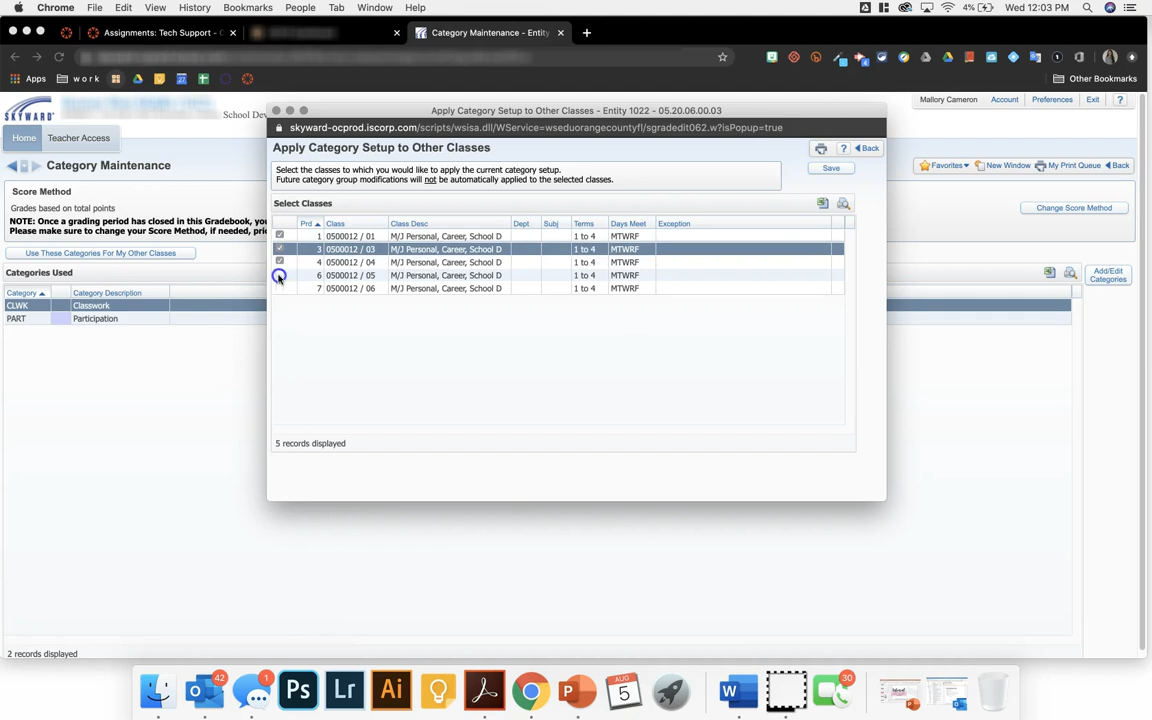 Chrome File Edit View History Bookmarks People Tab Window Help 4% Wed 12:03 PM
Assignments: Tech Support - C × × Category Maintenance - Entity × +
Apps work Other Bookmarks
SKYWARD School Dev Mallory Cameron Account Preferences Exit ?
Home Teacher Access
Category Maintenance Favorites New Window My Print Queue Back
Score Method
Grades based on total points Change Score Method
NOTE: Once a grading period has closed in this Gradebook, you
Please make sure to change your Score Method, if needed, prio
Use These Categories For My Other Classes
Categories Used Add/Edit Categories
Category Category Description
CLWK Classwork
PART Participation
2 records displayed
Apply Category Setup to Other Classes - Entity 1022 - 05.20.06.00.03
skyward-ocprod.iscorp.com/scripts/wsisa.dll/WService=wseduorangecountyfl/sgradedit062.w?isPopup=true
Apply Category Setup to Other Classes ? Back
Select the classes to which you would like to apply the current category setup. Save
Future category group modifications will not be automatically applied to the selected classes.
Select Classes
Prd Class Class Desc Dept Subj Terms Days Meet Exception
1 0500012 / 01 M/J Personal, Career, School D 1 to 4 MTWRF
3 0500012 / 03 M/J Personal, Career, School D 1 to 4 MTWRF
4 0500012 / 04 M/J Personal, Career, School D 1 to 4 MTWRF
6 0500012 / 05 M/J Personal, Career, School D 1 to 4 MTWRF
7 0500012 / 06 M/J Personal, Career, School D 1 to 4 MTWRF
5 records displayed
42 1 Ps Lr Ai AUG 5 W 30